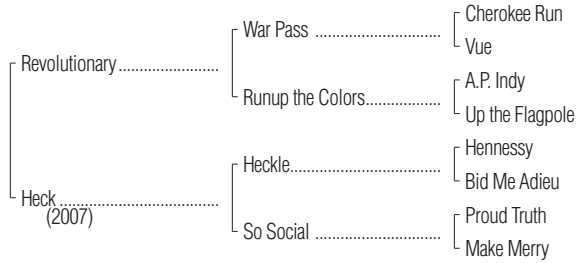 Cherokee Run
War Pass ........................
Vue
Revolutionary .......................
A.P. Indy
Runup the Colors..................
Up the Flagpole
Hennessy
Heckle.............................
Bid Me Adieu
Heck .....................................
(2007)
Proud Truth
So Social ........................
Make Merry